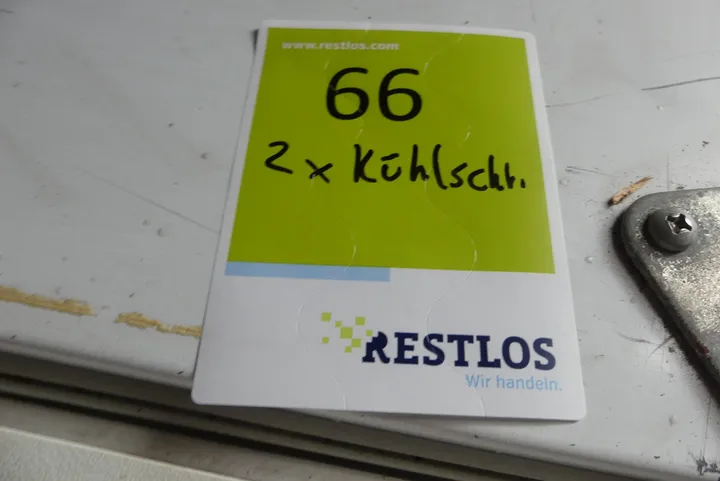 www.restlos.com
66
2 x Kühlschr.
RESTLOS
Wir handeln.